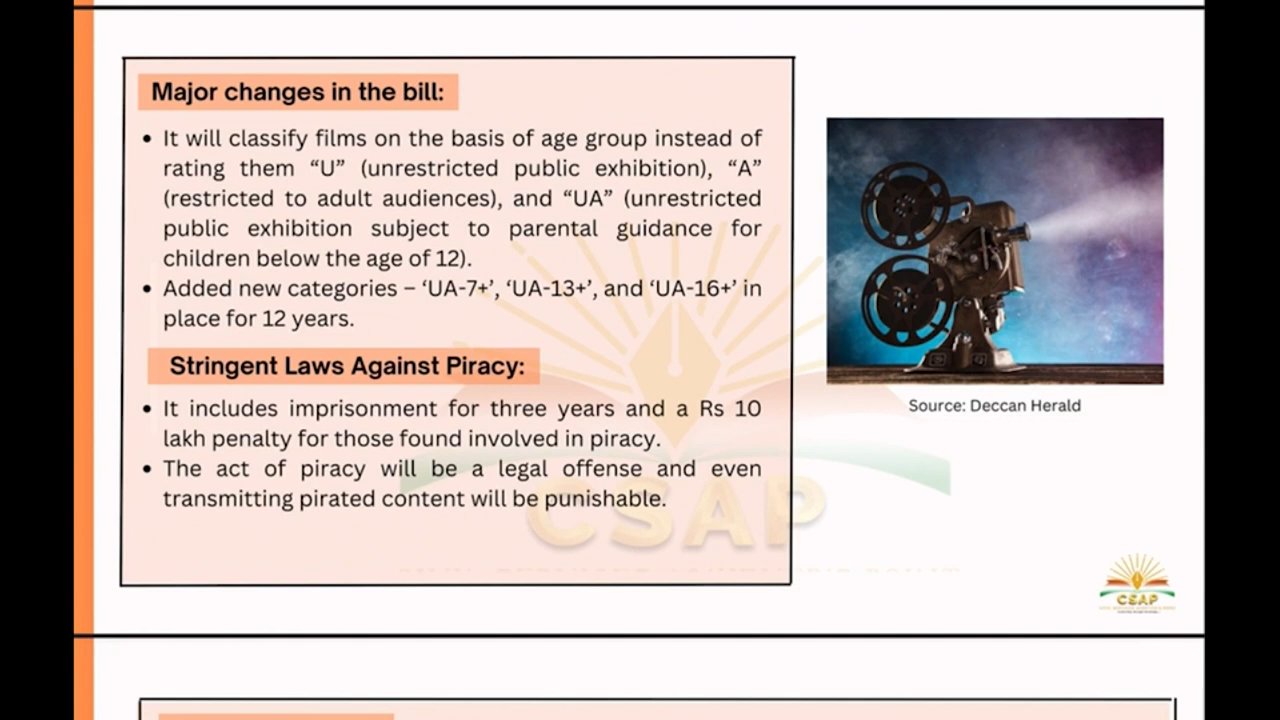 Major changes in the bill:
• It will classify films on the basis of age group instead of
rating them “U” (unrestricted public exhibition), “A”
(restricted to adult audiences), and “UA” (unrestricted
public exhibition subject to parental guidance for
children below the age of 12).
• Added new categories – ‘UA-7+’, ‘UA-13+’, and ‘UA-16+’ in
place for 12 years.
Stringent Laws Against Piracy:
• It includes imprisonment for three years and a Rs 10
lakh penalty for those found involved in piracy.
• The act of piracy will be a legal offense and even
transmitting pirated content will be punishable.
CSAP
Source: Deccan Herald
CSAP